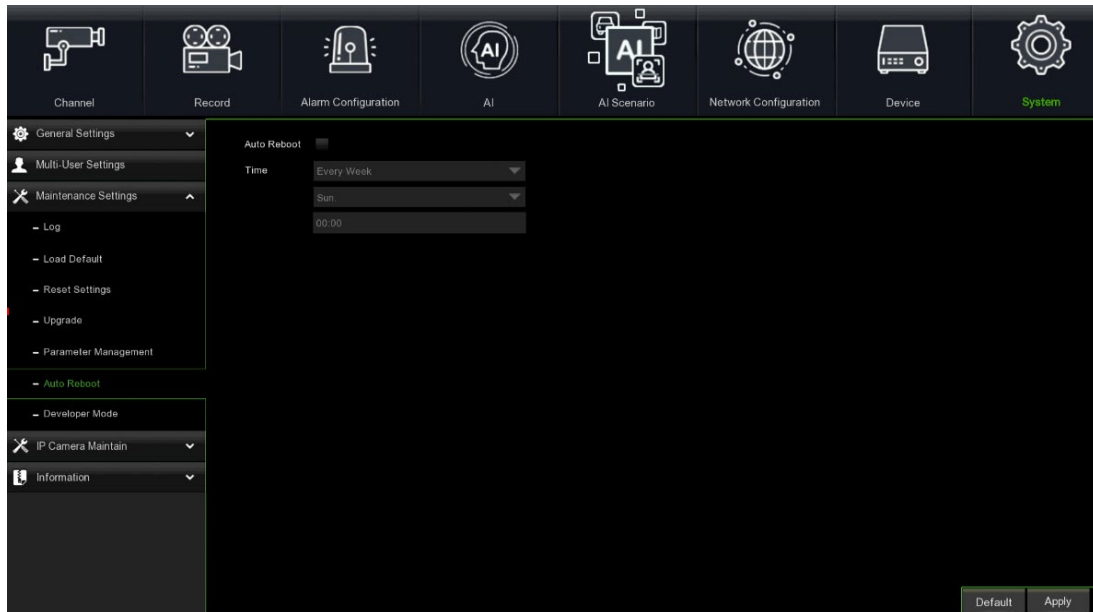 Channel
Record
Alarm Configuration
AI
AI
AI Scenario
Network Configuration
Device
System
General Settings
Multi-User Settings
Maintenance Settings
– Log
– Load Default
– Reset Settings
– Upgrade
– Parameter Management
– Auto Reboot
– Developer Mode
IP Camera Maintain
Information
Auto Reboot
Time
Every Week
Sun.
00:00
Default
Apply